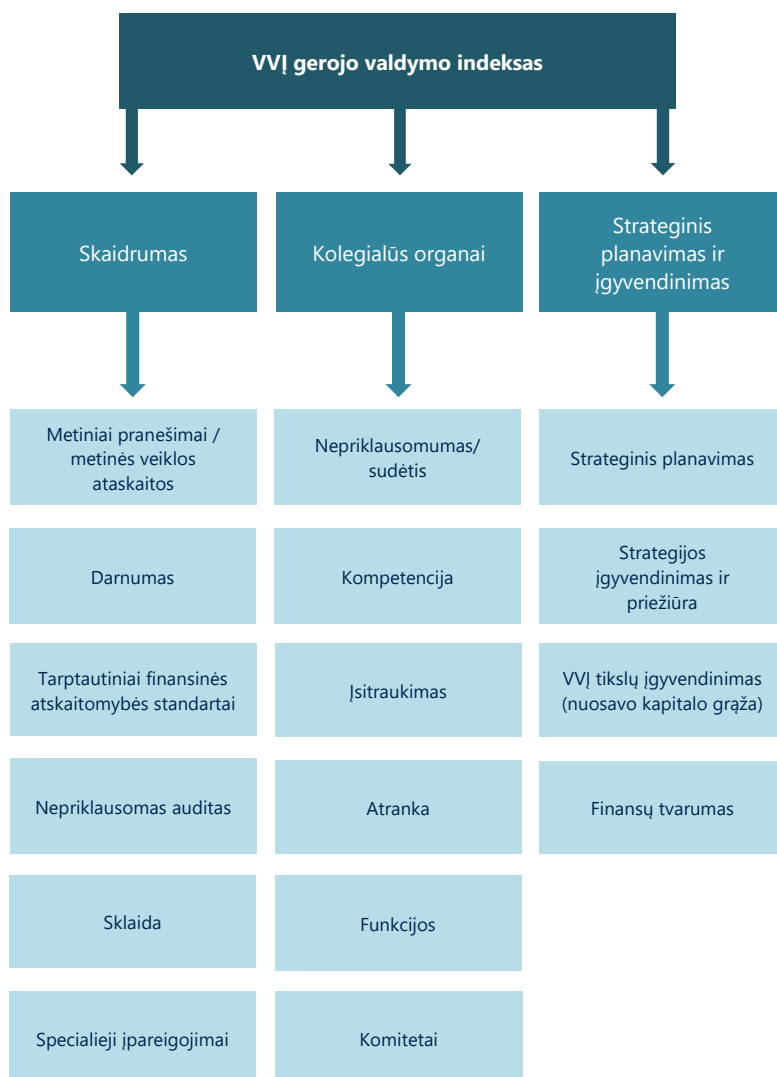 VVĮ gerojo valdymo indeksas
Skaidrumas
Kolegialūs organai
Strateginis
planavimas ir
įgyvendinimas
Metiniai pranešimai /
metinės veiklos
ataskaitos
Nepriklausomumas/
sudėtis
Strateginis planavimas
Darnumas
Kompetencija
Strategijos
įgyvendinimas ir
priežiūra
Tarptautiniai finansinės
atskaitomybės standartai
Įsitraukimas
VVĮ tikslų įgyvendinimas
(nuosavo kapitalo grąža)
Nepriklausomas auditas
Atranka
Finansų tvarumas
Sklaida
Funkcijos
Specialieji įpareigojimai
Komitetai